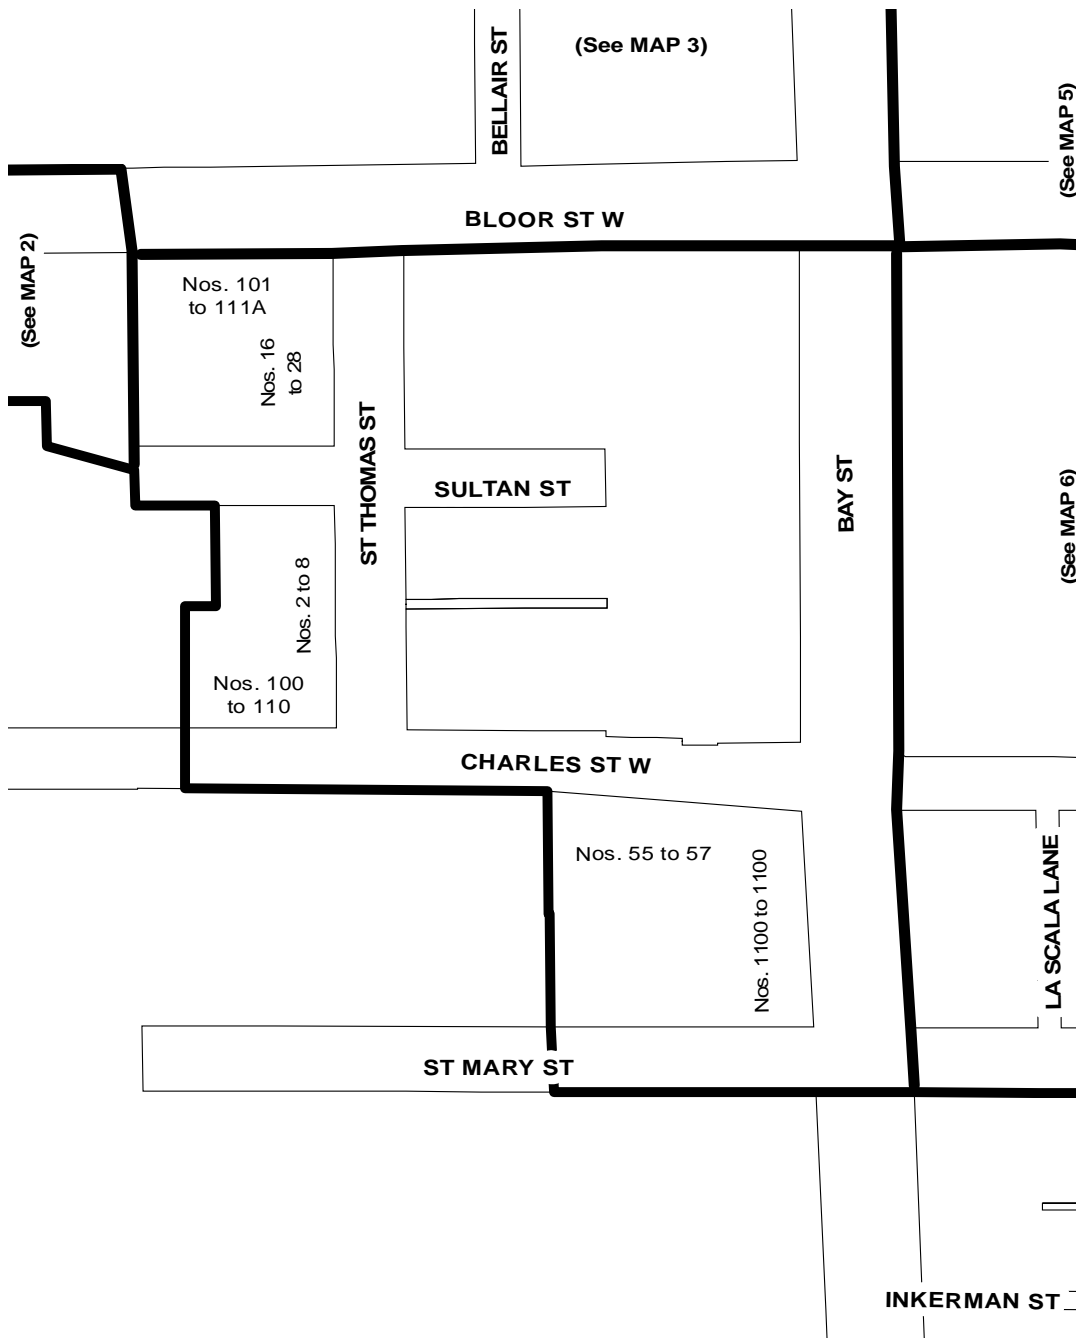 BELLAIR ST
(See MAP 3)
(See MAP 5)
BLOOR ST W
(See MAP 2)
Nos. 101
to 111A
Nos. 16
to 28
ST THOMAS ST
SULTAN ST
BAY ST
(See MAP 6)
Nos. 2 to 8
Nos. 100
to 110
CHARLES ST W
Nos. 55 to 57
Nos. 1100 to 1100
LA SCALA LANE
ST MARY ST
INKERMAN ST